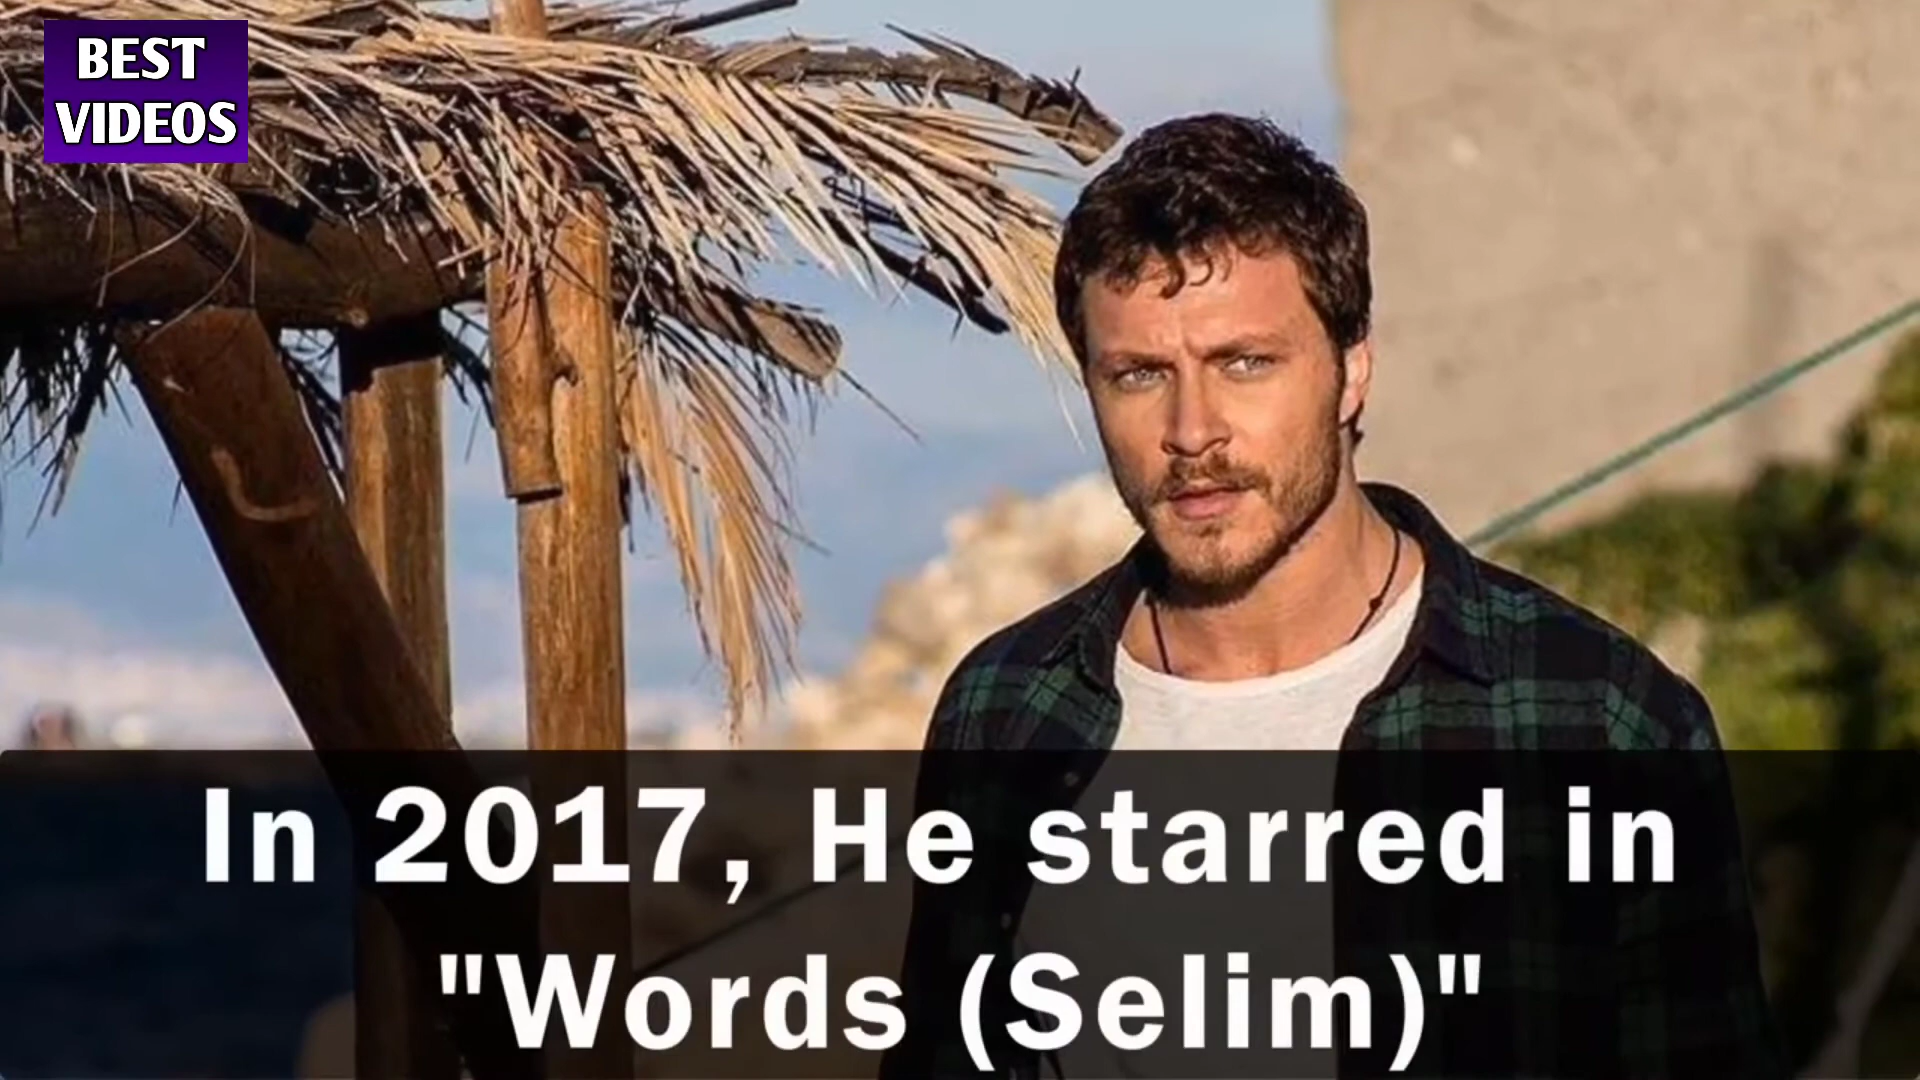 BEST
VIDEOS
In 2017, He starred in
"Words (Selim)"